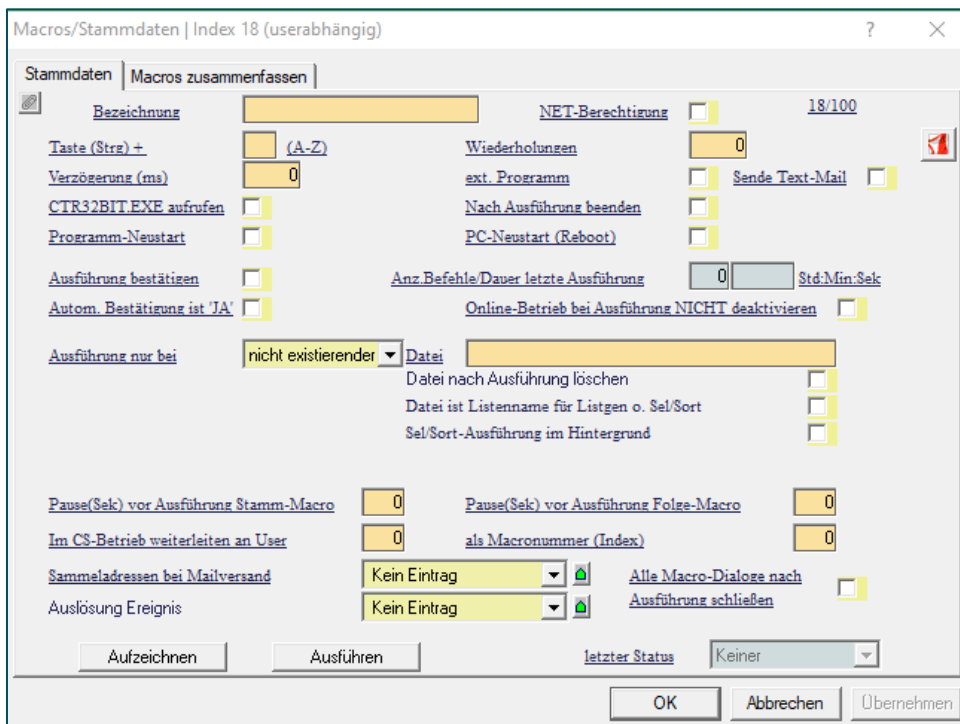 Macros/Stammdaten | Index 18 (userabhängig) ?
Stammdaten Macros zusammenfassen
Bezeichnung NET-Berechtigung 18/100
Taste (Strg) + (A-Z) Wiederholungen 0
Verzögerung (ms) 0 ext. Programm Sende Text-Mail
CTR32BIT.EXE aufrufen Nach Ausführung beenden
Programm-Neustart PC-Neustart (Reboot)
Ausführung bestätigen Anz.Befehle/Dauer letzte Ausführung 0 Std:Min:Sek
Autom. Bestätigung ist 'JA' Online-Betrieb bei Ausführung NICHT deaktivieren
Ausführung nur bei nicht existierender Datei
Datei nach Ausführung löschen
Datei ist Listenname für Listgen o. Sel/Sort
Sel/Sort-Ausführung im Hintergrund
Pause(Sek) vor Ausführung Stamm-Macro 0 Pause(Sek) vor Ausführung Folge-Macro 0
Im CS-Betrieb weiterleiten an User 0 als Macronummer (Index) 0
Sammeladressen bei Mailversand Kein Eintrag Alle Macro-Dialoge nach
Auslösung Ereignis Kein Eintrag Ausführung schließen
Aufzeichnen Ausführen letzter Status Keiner
OK Abbrechen Übernehmen